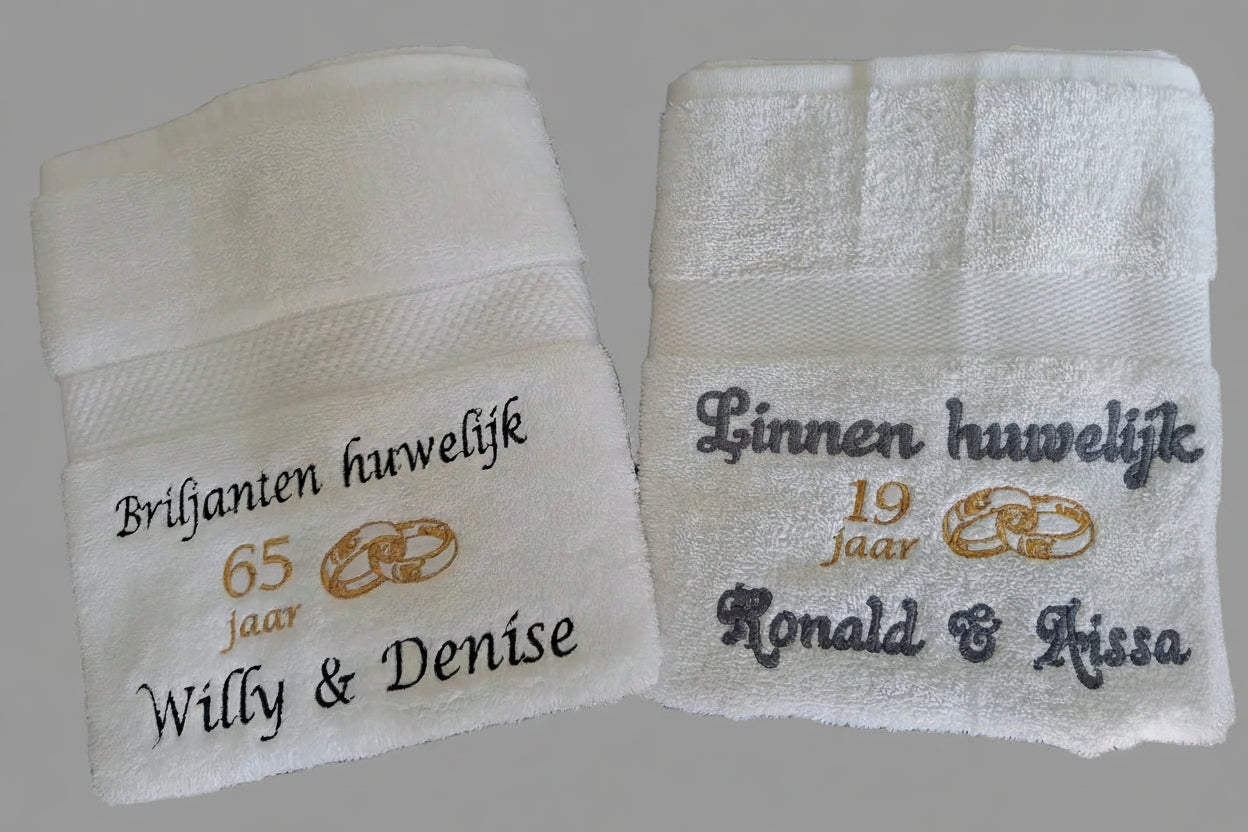 Briljanten huwelijk
65
jaar
Willy & Denise
Linnen huwelijk
19
jaar
Ronald & Aissa